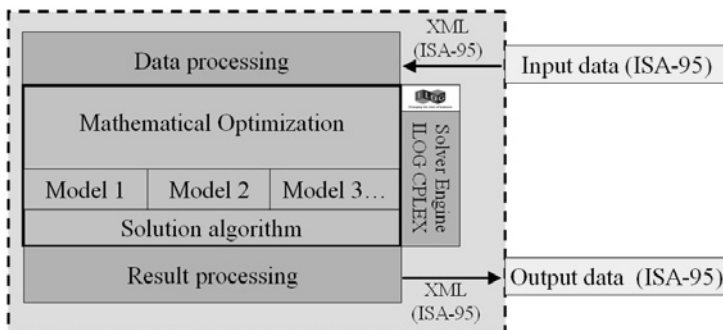 XML
(ISA-95)
Data processing
Input data (ISA-95)
ILOG
Mathematical Optimization
Solver Engine
ILOG CPLEX
Model 1
Model 2
Model 3…
Solution algorithm
Result processing
XML
(ISA-95)
Output data (ISA-95)